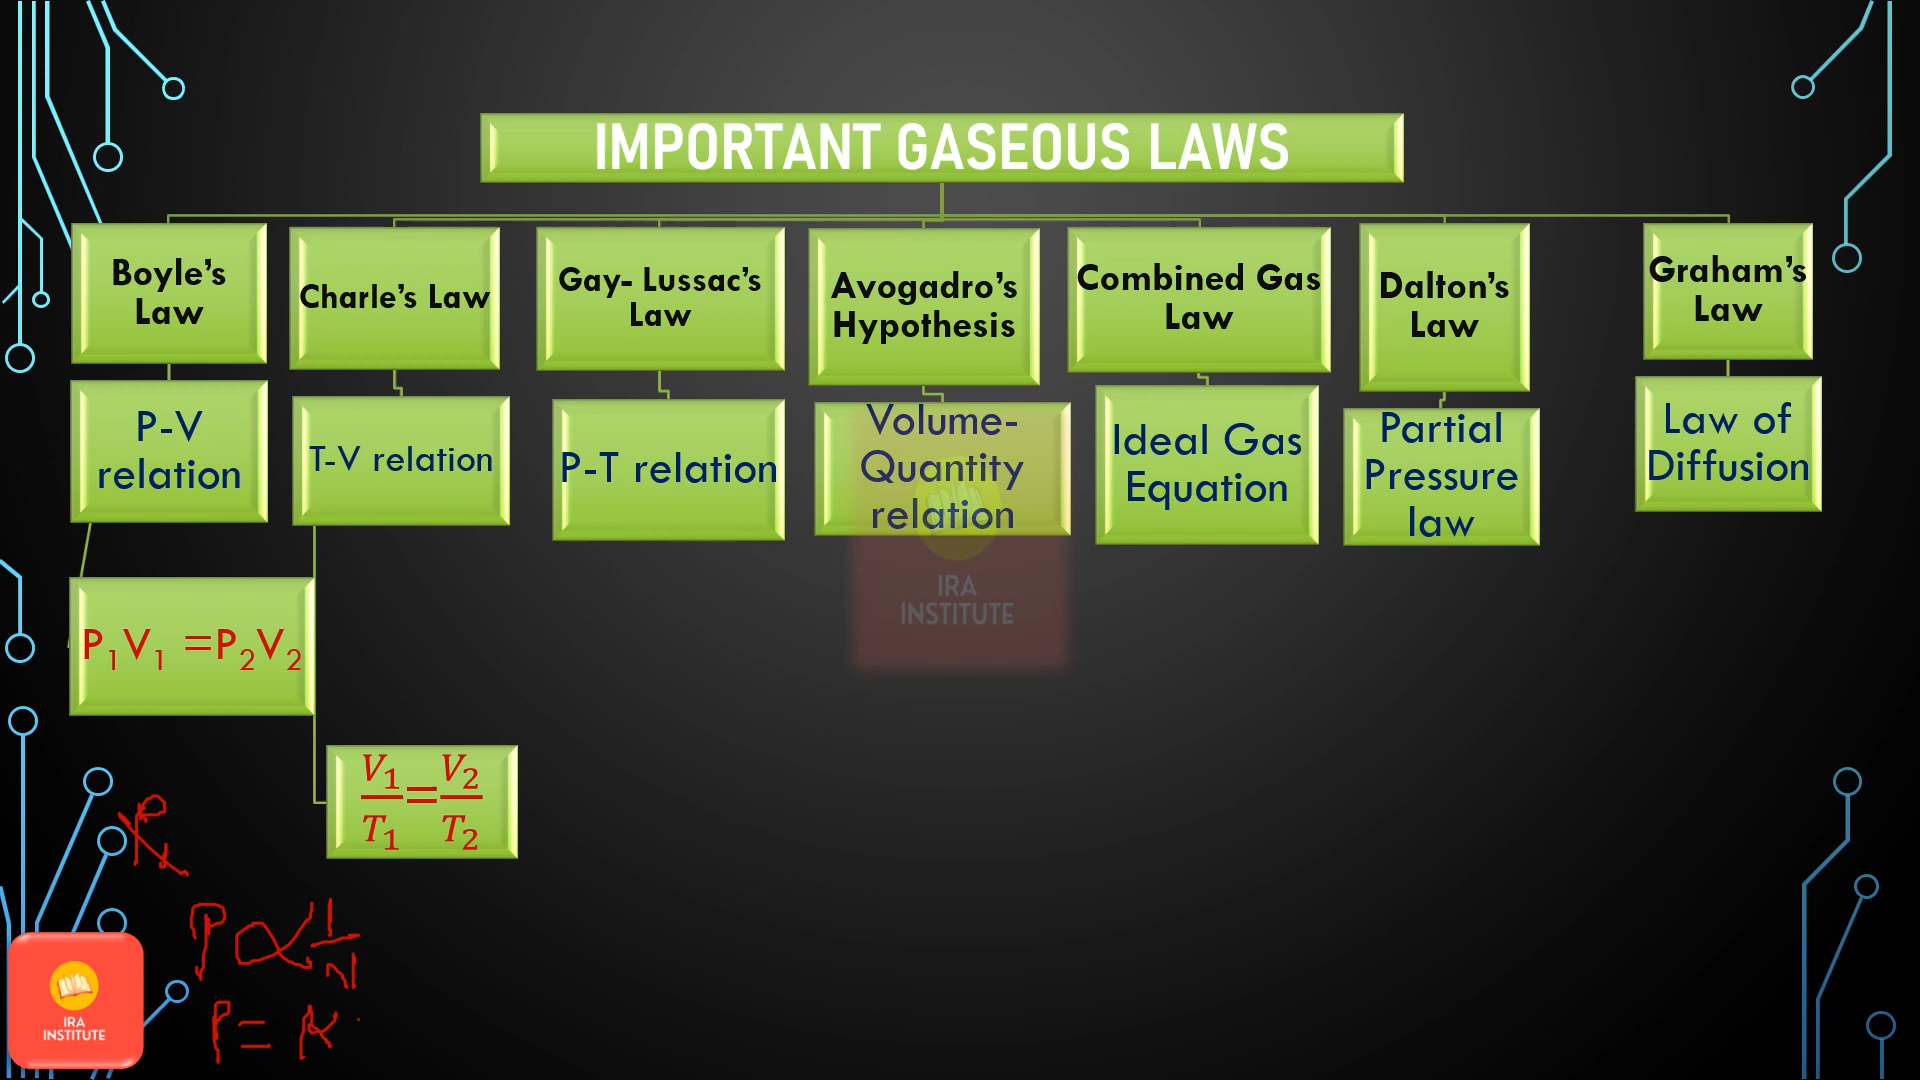 IMPORTANT GASEOUS LAWS
Boyle's
Law
Charle's Law
Gay- Lussac's
Law
Avogadro's
Hypothesis
Combined Gas
Law
Dalton's
Law
Graham's
Law
P-V
relation
T-V relation
P-T relation
Volume-
Quantity
relation
Ideal Gas
Equation
Partial
Pressure
law
Law of
Diffusion
IRA
INSTITUTE
P₁V₁ =P₂V₂
V₁/T₁=V₂/T₂
P ∝ 1/V
P = K
IRA
INSTITUTE